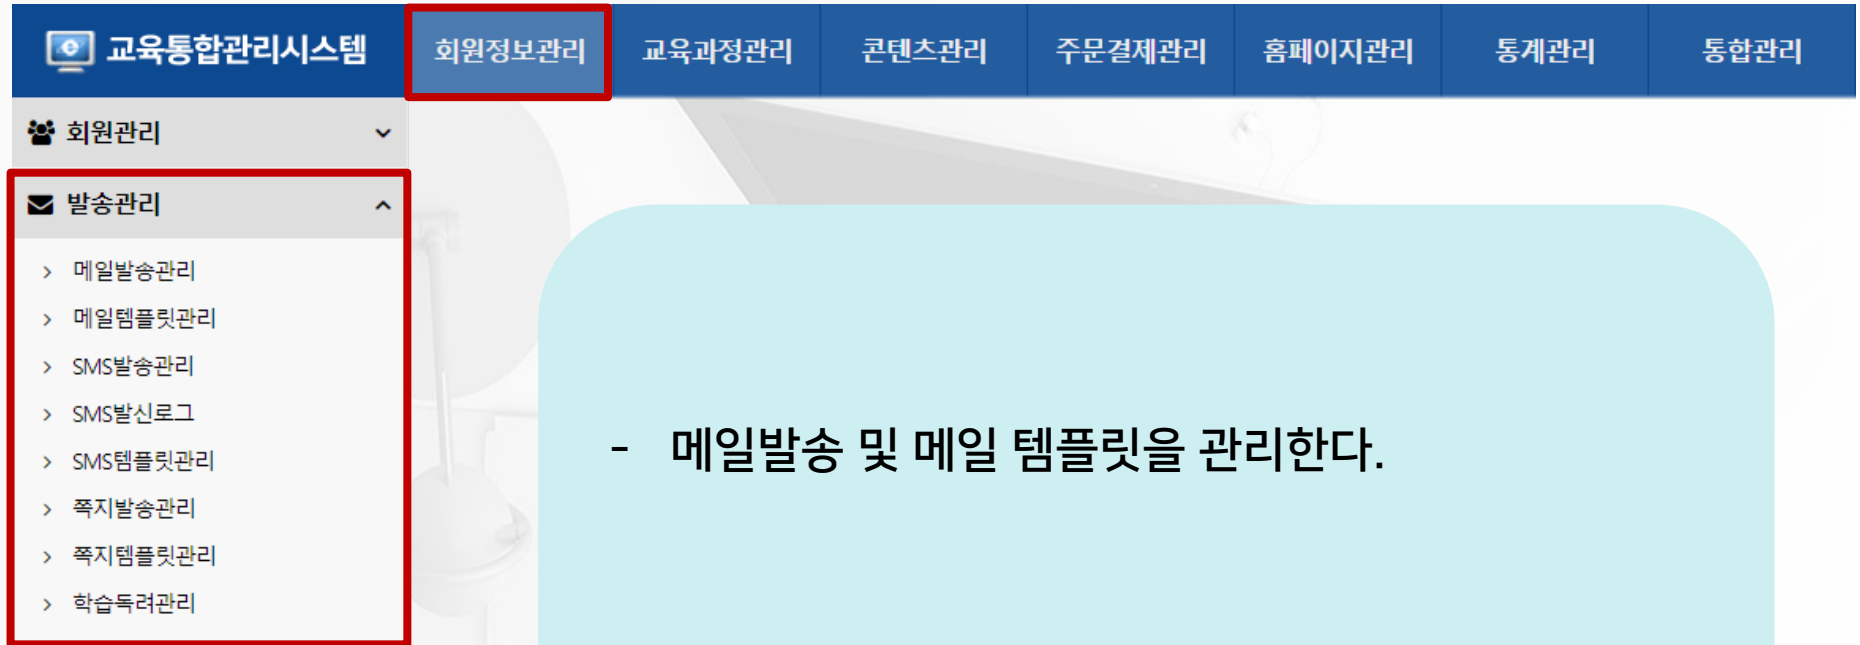 교육통합관리시스템 회원정보관리 교육과정관리 콘텐츠관리 주문결제관리 홈페이지관리 통계관리 통합관리
회원관리
발송관리
메일발송관리
메일템플릿관리
SMS발송관리
SMS발신로그
SMS템플릿관리
쪽지발송관리
쪽지템플릿관리
학습독려관리
- 메일발송 및 메일 템플릿을 관리한다.